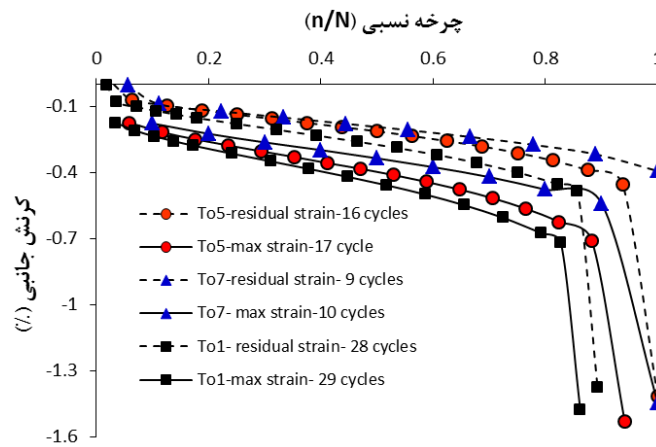 چرخه نسبی (n/N)
0 0.2 0.4 0.6 0.8 1
-0.1
-0.4
-0.7
-1
-1.3
-1.6
کرنش جانبی (٪)
To5-residual strain-16 cycles
To5-max strain-17 cycle
To7-residual strain- 9 cycles
To7- max strain-10 cycles
To1- residual strain- 28 cycles
To1-max strain- 29 cycles